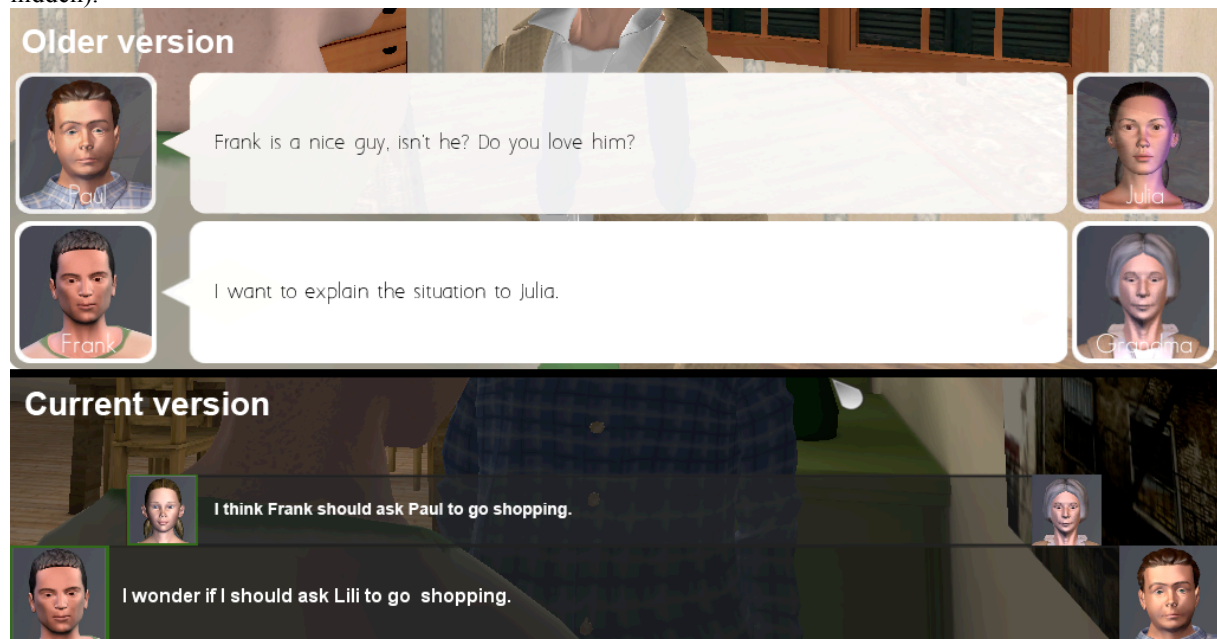 hidden).
Older version
Frank is a nice guy, isn't he? Do you love him?
Paul
Julia
I want to explain the situation to Julia.
Frank
Grandma
Current version
I think Frank should ask Paul to go shopping.
I wonder if I should ask Lili to go  shopping.